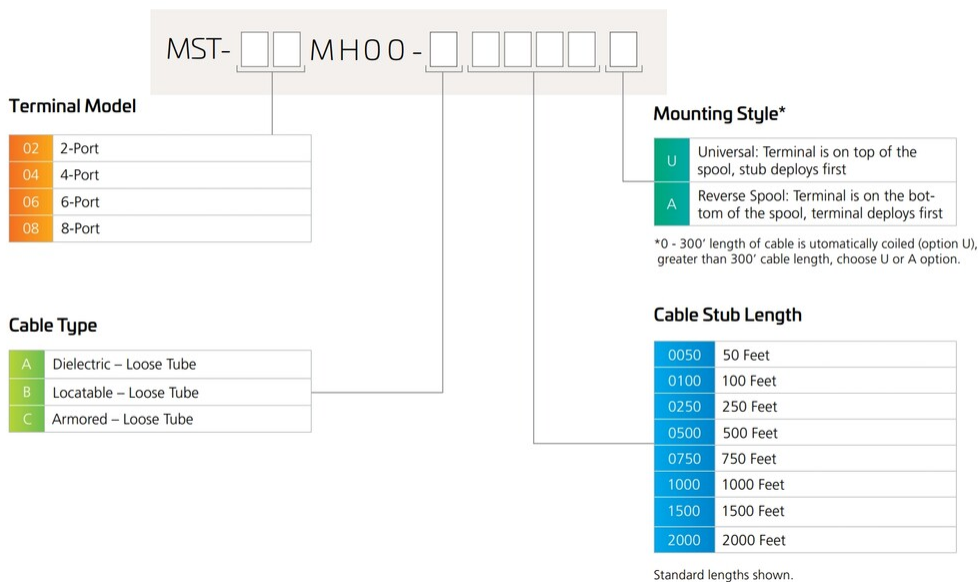 MST- MH00 -
Terminal Model
02 2-Port
04 4-Port
06 6-Port
08 8-Port
Mounting Style*
U Universal: Terminal is on top of the
spool, stub deploys first
A Reverse Spool: Terminal is on the bot-
tom of the spool, terminal deploys first
*0 - 300’ length of cable is utomatically coiled (option U),
greater than 300’ cable length, choose U or A option.
Cable Type
A Dielectric – Loose Tube
B Locatable – Loose Tube
C Armored – Loose Tube
Cable Stub Length
0050 50 Feet
0100 100 Feet
0250 250 Feet
0500 500 Feet
0750 750 Feet
1000 1000 Feet
1500 1500 Feet
2000 2000 Feet
Standard lengths shown.